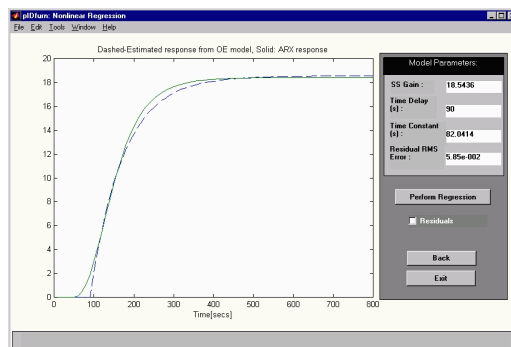 pIDfun: Nonlinear Regression
File Edit Tools Window Help
Dashed-Estimated response from OE model, Solid: ARX response
20
18
16
14
12
10
8
6
4
2
0
0 100 200 300 400 500 600 700 800
Time[secs]
Model Parameters:
SS Gain : 18.5436
Time Delay
(s) : 90
Time Constant
(s) : 82.0414
Residual RMS
Error : 5.85e-002
Perform Regression
Residuals
Back
Exit